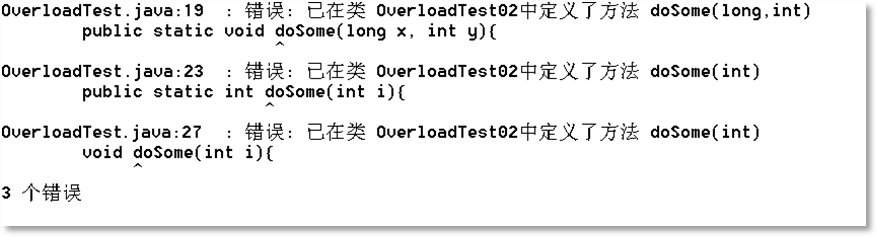 OverloadTest.java:19 : 错误: 已在类 OverloadTest02中定义了方法 doSome(long,int)
public static void doSome(long x, int y){
^
OverloadTest.java:23 : 错误: 已在类 OverloadTest02中定义了方法 doSome(int)
public static int doSome(int i){
^
OverloadTest.java:27 : 错误: 已在类 OverloadTest02中定义了方法 doSome(int)
void doSome(int i){
^
3 个错误